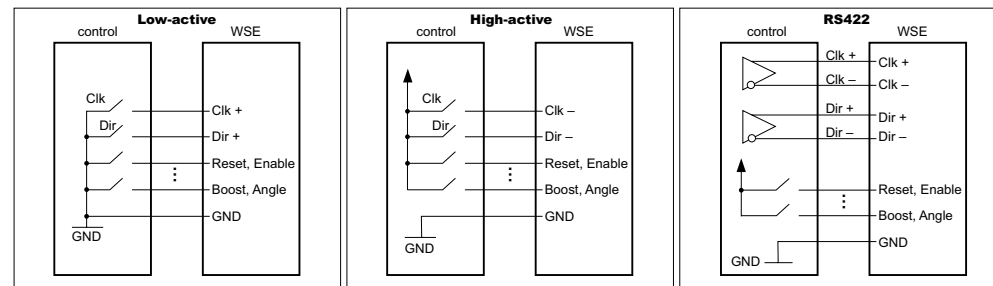 Low-active
control WSE
Clk
Clk +
Dir
Dir +
Reset, Enable
Boost, Angle
GND
GND
High-active
control WSE
Clk
Clk –
Dir
Dir –
Reset, Enable
Boost, Angle
GND
GND
RS422
control WSE
Clk +
Clk +
Clk –
Clk –
Dir +
Dir +
Dir –
Dir –
Reset, Enable
Boost, Angle
GND
GND